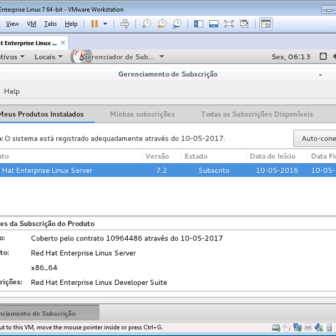 Enterprise Linux 7 64-bit - VMware Workstation
View VM Tabs Help
at Enterprise Linux ... ×
tivos Locais Gerenciador de Sub... Sex, 06:13
Gerenciamento de Subscrição
Help
Meus Produtos Instalados Minhas subscrições Todas as Subscrições Disponíveis
: O sistema está registrado adequadamente através do 10-05-2017. Auto-cone
uto Versão Estado Data de Início Data Fi
Hat Enterprise Linux Server 7.2 Subscrito 10-05-2016 10-05-
es da Subscrição do Produto
o: Coberto pelo contrato 10964486 através do 10-05-2017
to: Red Hat Enterprise Linux Server
x86_64
rições: Red Hat Enterprise Linux Developer Suite
nciamento de Subscrição
ut to this VM, move the mouse pointer inside or press Ctrl+G.